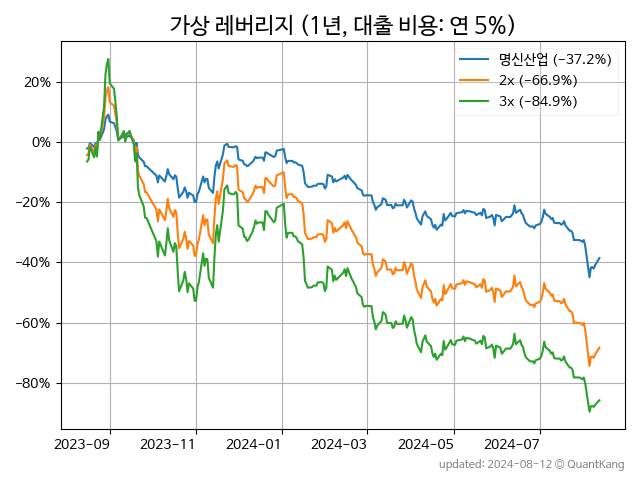 가상 레버리지 (1년, 대출 비용: 연 5%)
명신산업 (−37.2%)
2x (−66.9%)
3x (−84.9%)
20%
0%
−20%
−40%
−60%
−80%
2023-09 2023-11 2024-01 2024-03 2024-05 2024-07
updated: 2024-08-12 © QuantKang